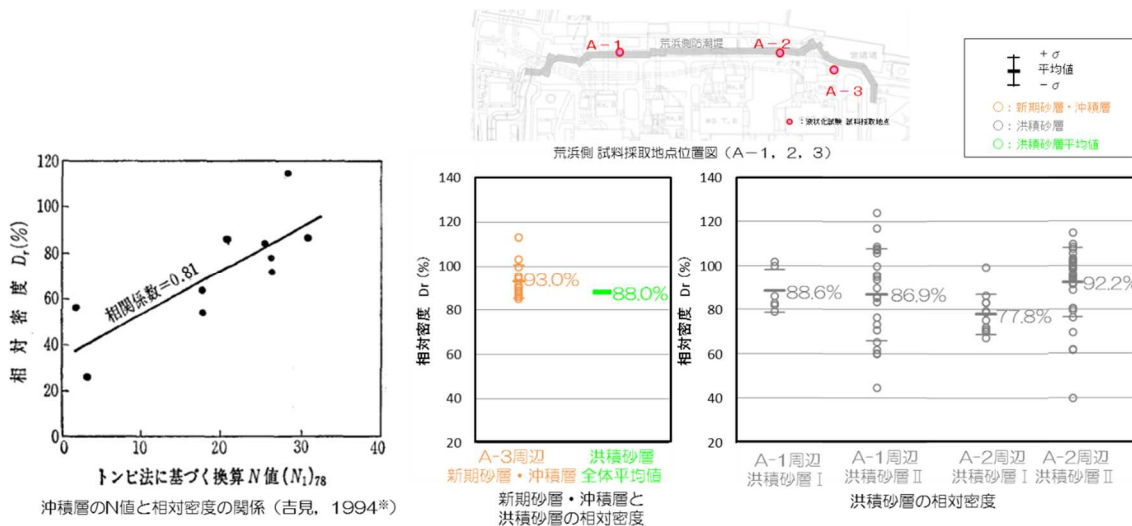 A-1
荒浜側防潮堤
A-2
A-3
○：液状化試験 試料採取地点
荒浜側 試料採取地点位置図（A－1，2，3）
＋σ
平均値
－σ
○：新期砂層・沖積層
○：洪積砂層
○：洪積砂層平均値
相対密度 Dr(%)
120
100
80
60
40
20
0
相関係数=0.81
0
10
20
30
40
トンビ法に基づく換算N値(N₁)₇₈
沖積層のN値と相対密度の関係（吉見，1994※）
相対密度 Dr（%）
140
120
100
80
60
40
20
93.0%
88.0%
A-3周辺
新期砂層・沖積層
洪積砂層
全体平均値
新期砂層・沖積層と
洪積砂層の相対密度
相対密度 Dr（%）
140
120
100
80
60
40
20
88.6%
86.9%
77.8%
92.2%
A-1周辺
洪積砂層Ⅰ
A-1周辺
洪積砂層Ⅱ
A-2周辺
洪積砂層Ⅰ
A-2周辺
洪積砂層Ⅱ
洪積砂層の相対密度